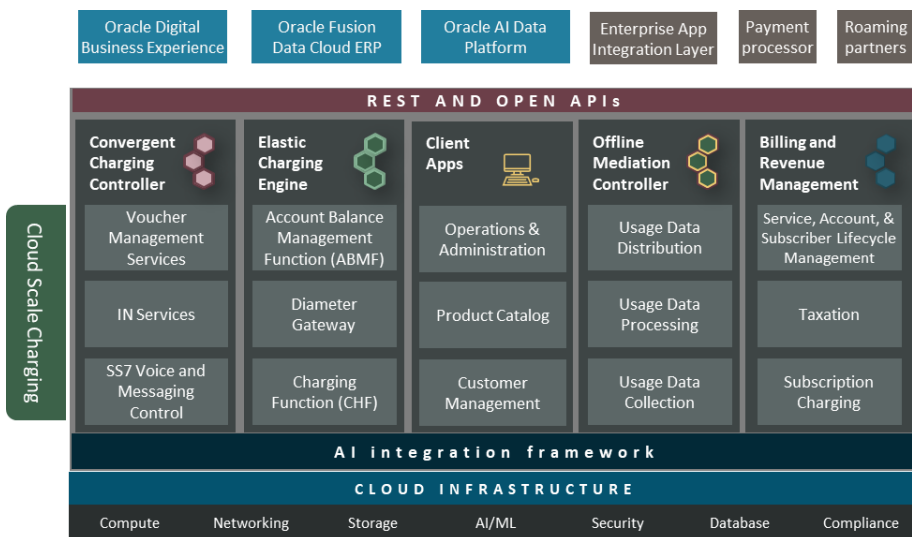 Oracle Digital
Business Experience
Oracle Fusion
Data Cloud ERP
Oracle AI Data
Platform
Enterprise App
Integration Layer
Payment
processor
Roaming
partners
REST AND OPEN APIs
Cloud Scale Charging
Convergent
Charging
Controller
Voucher
Management
Services
IN Services
SS7 Voice and
Messaging
Control
Elastic
Charging
Engine
Account Balance
Management
Function (ABMF)
Diameter
Gateway
Charging
Function (CHF)
Client
Apps
Operations &
Administration
Product Catalog
Customer
Management
Offline
Mediation
Controller
Usage Data
Distribution
Usage Data
Processing
Usage Data
Collection
Billing and
Revenue
Management
Service, Account, &
Subscriber Lifecycle
Management
Taxation
Subscription
Charging
AI integration framework
CLOUD INFRASTRUCTURE
Compute Networking Storage AI/ML Security Database Compliance